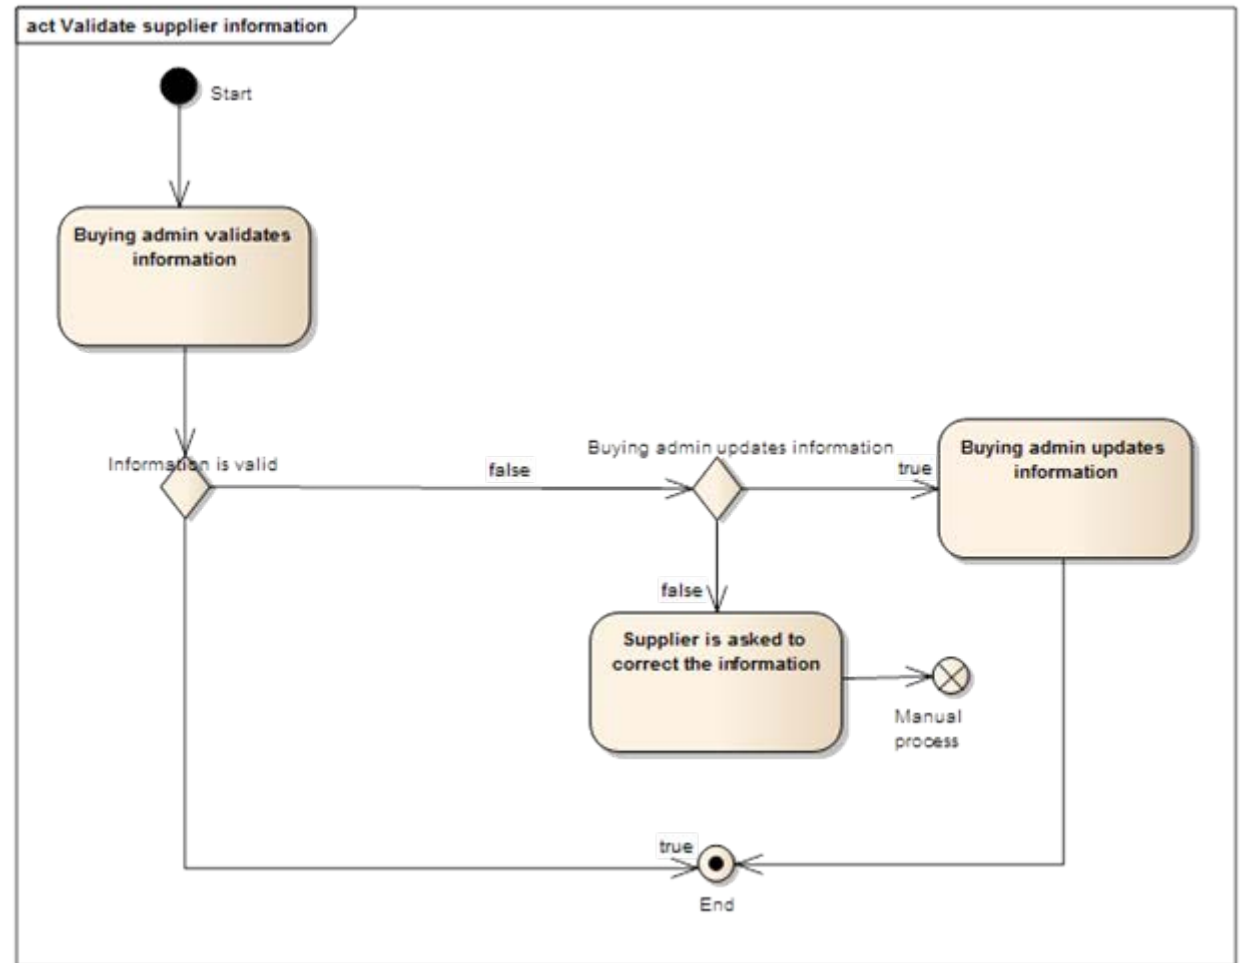 act Validate supplier information
Start
Buying admin validates
information
Information is valid
false
Buying admin updates information
true
Buying admin updates
information
false
Supplier is asked to
correct the information
Manual
process
true
End